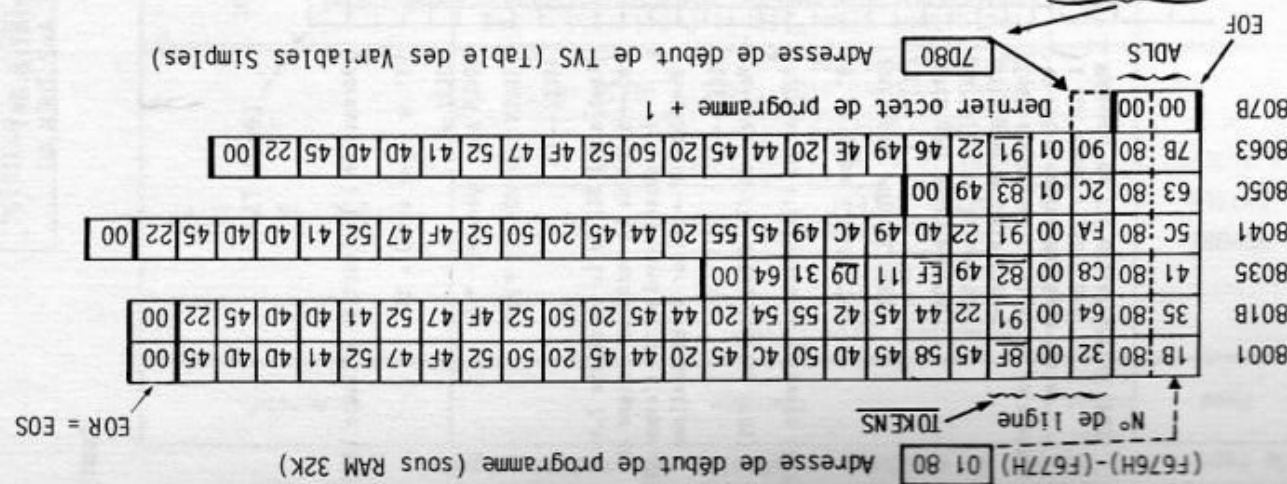 (F676H)-(F677H) 01 80 Adresse de début de programme (sous RAM 32K)
N° de ligne TOKENS EOR = EOS
8001 1B 80 32 00 8F 45 58 45 4D 50 4C 45 20 44 45 20 50 52 4F 47 52 41 4D 4D 45 00
801B 35 80 64 00 91 22 44 45 42 55 54 20 44 45 20 50 52 4F 47 52 41 4D 4D 45 22 00
8035 41 80 C8 00 82 49 EF 11 D9 31 64 00
8041 5C 80 FA 00 91 22 4D 49 4C 49 45 55 20 44 45 20 50 52 4F 47 52 41 4D 4D 45 22 00
805C 63 80 2C 01 83 49 00
8063 7B 80 90 01 91 22 46 49 4E 20 44 45 20 50 52 4F 47 52 41 4D 4D 45 22 00
807B 00 00 Dernier octet de programme + 1
ADLS 7D80 Adresse de début de TVS (Table des Variables Simples)
EOF